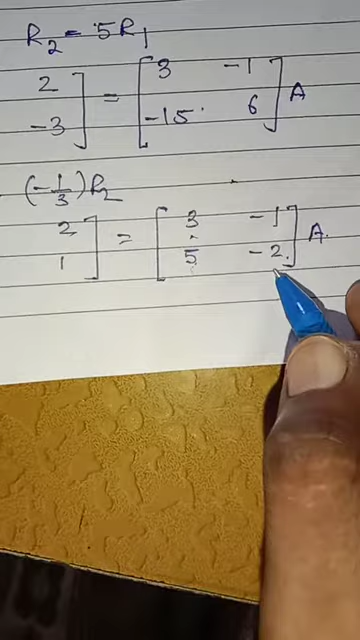 R₂ = 5R₁
2 ] = [ 3 -1 ] A
-3 ] [ -15 6 ]
(-1/3) R₂
2 ] = [ 3 -1 ] A.
1 ] [ 5 -2. ]